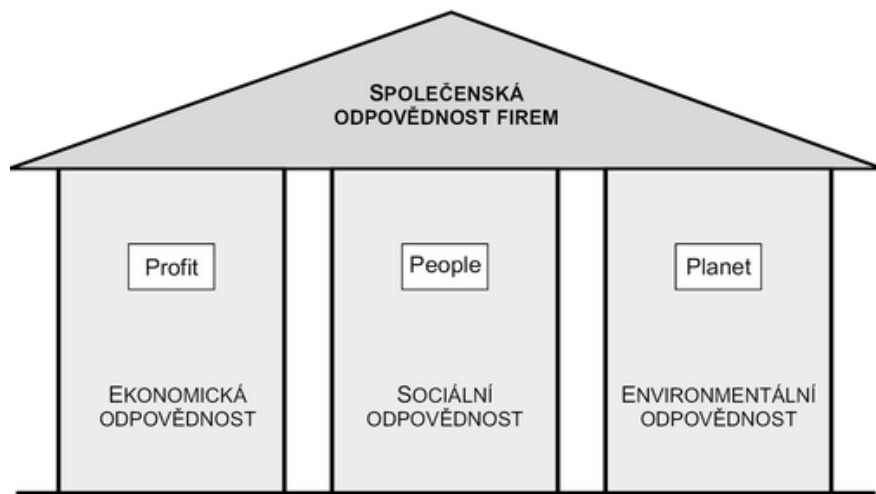 SPOLEČENSKÁ
ODPOVĚDNOST FIREM
Profit
People
Planet
EKONOMICKÁ
ODPOVĚDNOST
SOCIÁLNÍ
ODPOVĚDNOST
ENVIRONMENTÁLNÍ
ODPOVĚDNOST